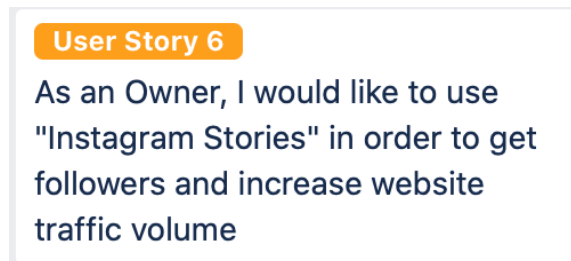 User Story 6
As an Owner, I would like to use
"Instagram Stories" in order to get
followers and increase website
traffic volume